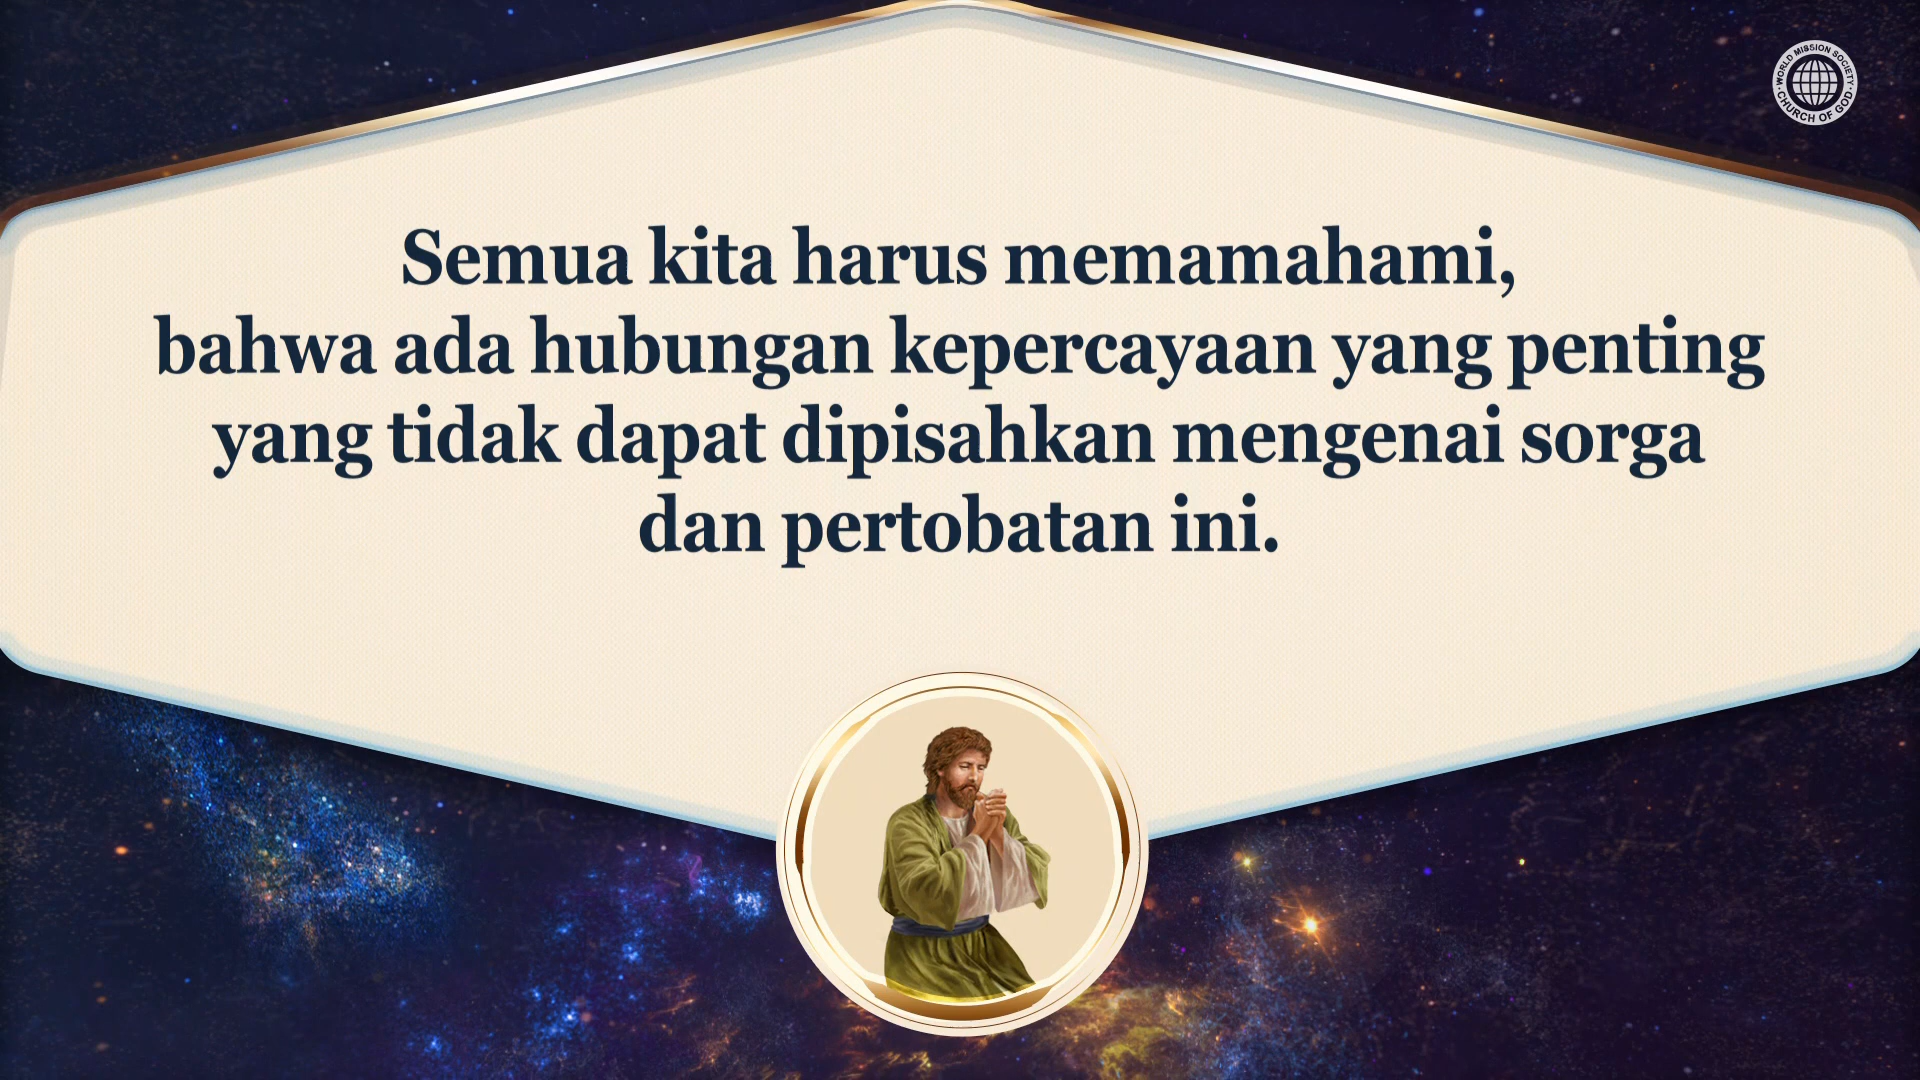 Semua kita harus memamahami,
bahwa ada hubungan kepercayaan yang penting
yang tidak dapat dipisahkan mengenai sorga
dan pertobatan ini.
WORLD MISSION SOCIETY
CHURCH OF GOD